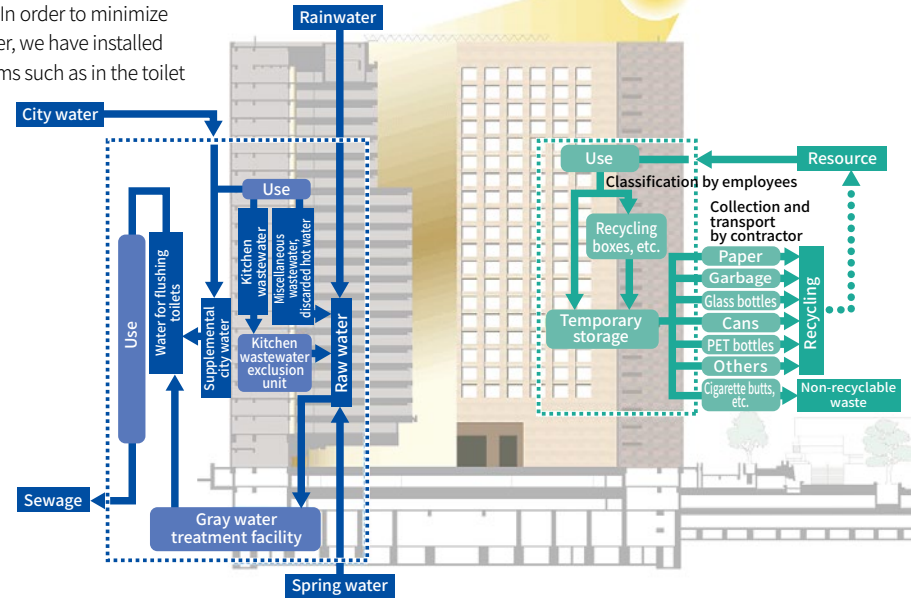 In order to minimize
er, we have installed
ms such as in the toilet
Rainwater
City water
Use
Kitchen
wastewater
Miscellaneous
wastewater,
discarded hot water
Use
Water for flushing
toilets
Supplemental
city water
Kitchen
wastewater
exclusion
unit
Raw water
Sewage
Gray water
treatment facility
Spring water
Use
Resource
Classification by employees
Recycling
boxes, etc.
Collection and
transport
by contractor
Temporary
storage
Paper
Garbage
Glass bottles
Cans
PET bottles
Others
Cigarette butts,
etc.
Recycling
Non-recyclable
waste